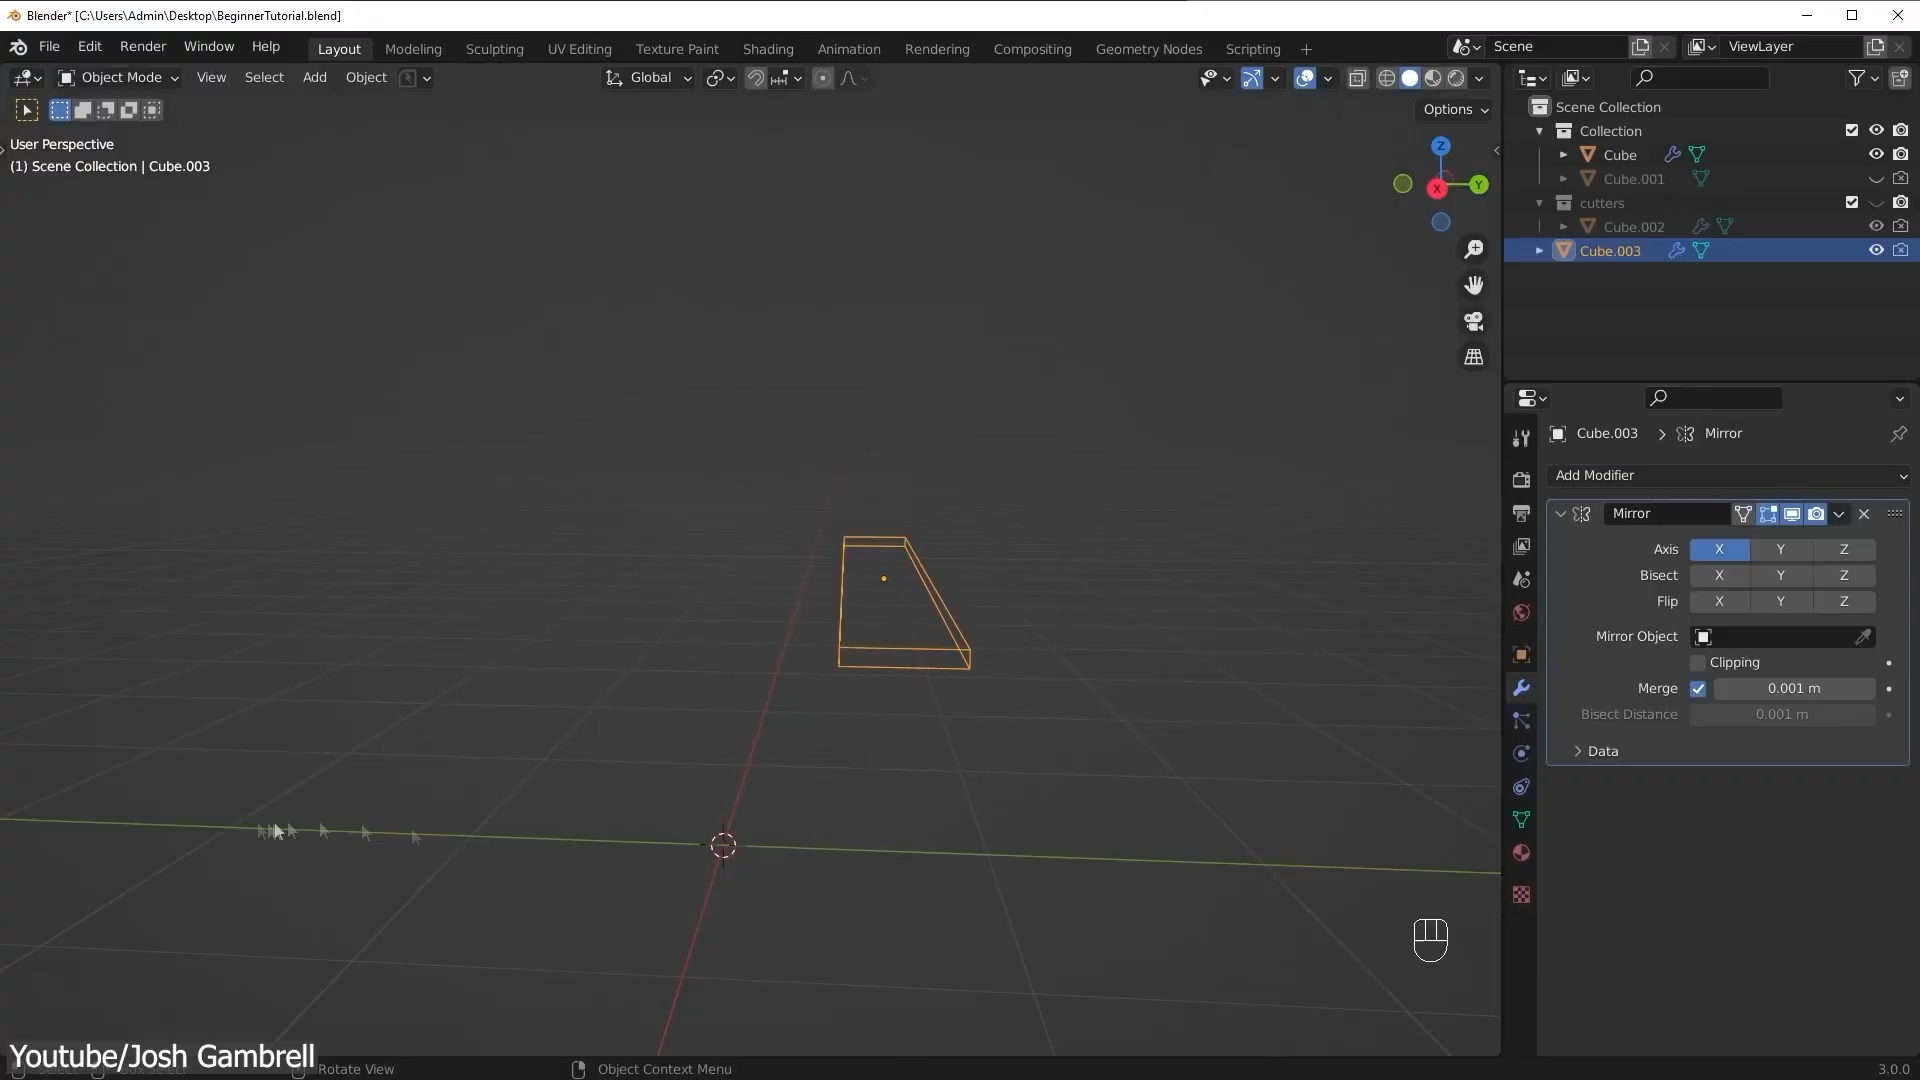 Blender* [C:\Users\Admin\Desktop\BeginnerTutorial.blend]
File Edit Render Window Help Layout Modeling Sculpting UV Editing Texture Paint Shading Animation Rendering Compositing Geometry Nodes Scripting + Scene ViewLayer
Object Mode View Select Add Object Global
Options
User Perspective
(1) Scene Collection | Cube.003
Z
Y
X
Scene Collection
Collection
Cube
Cube.001
cutters
Cube.002
Cube.003
Cube.003 > Mirror
Add Modifier
Mirror
Axis X Y Z
Bisect X Y Z
Flip X Y Z
Mirror Object
Clipping
Merge 0.001 m
Bisect Distance 0.001 m
Data
Youtube/Josh Gambrell
Select Box Select Rotate View Object Context Menu 3.0.0